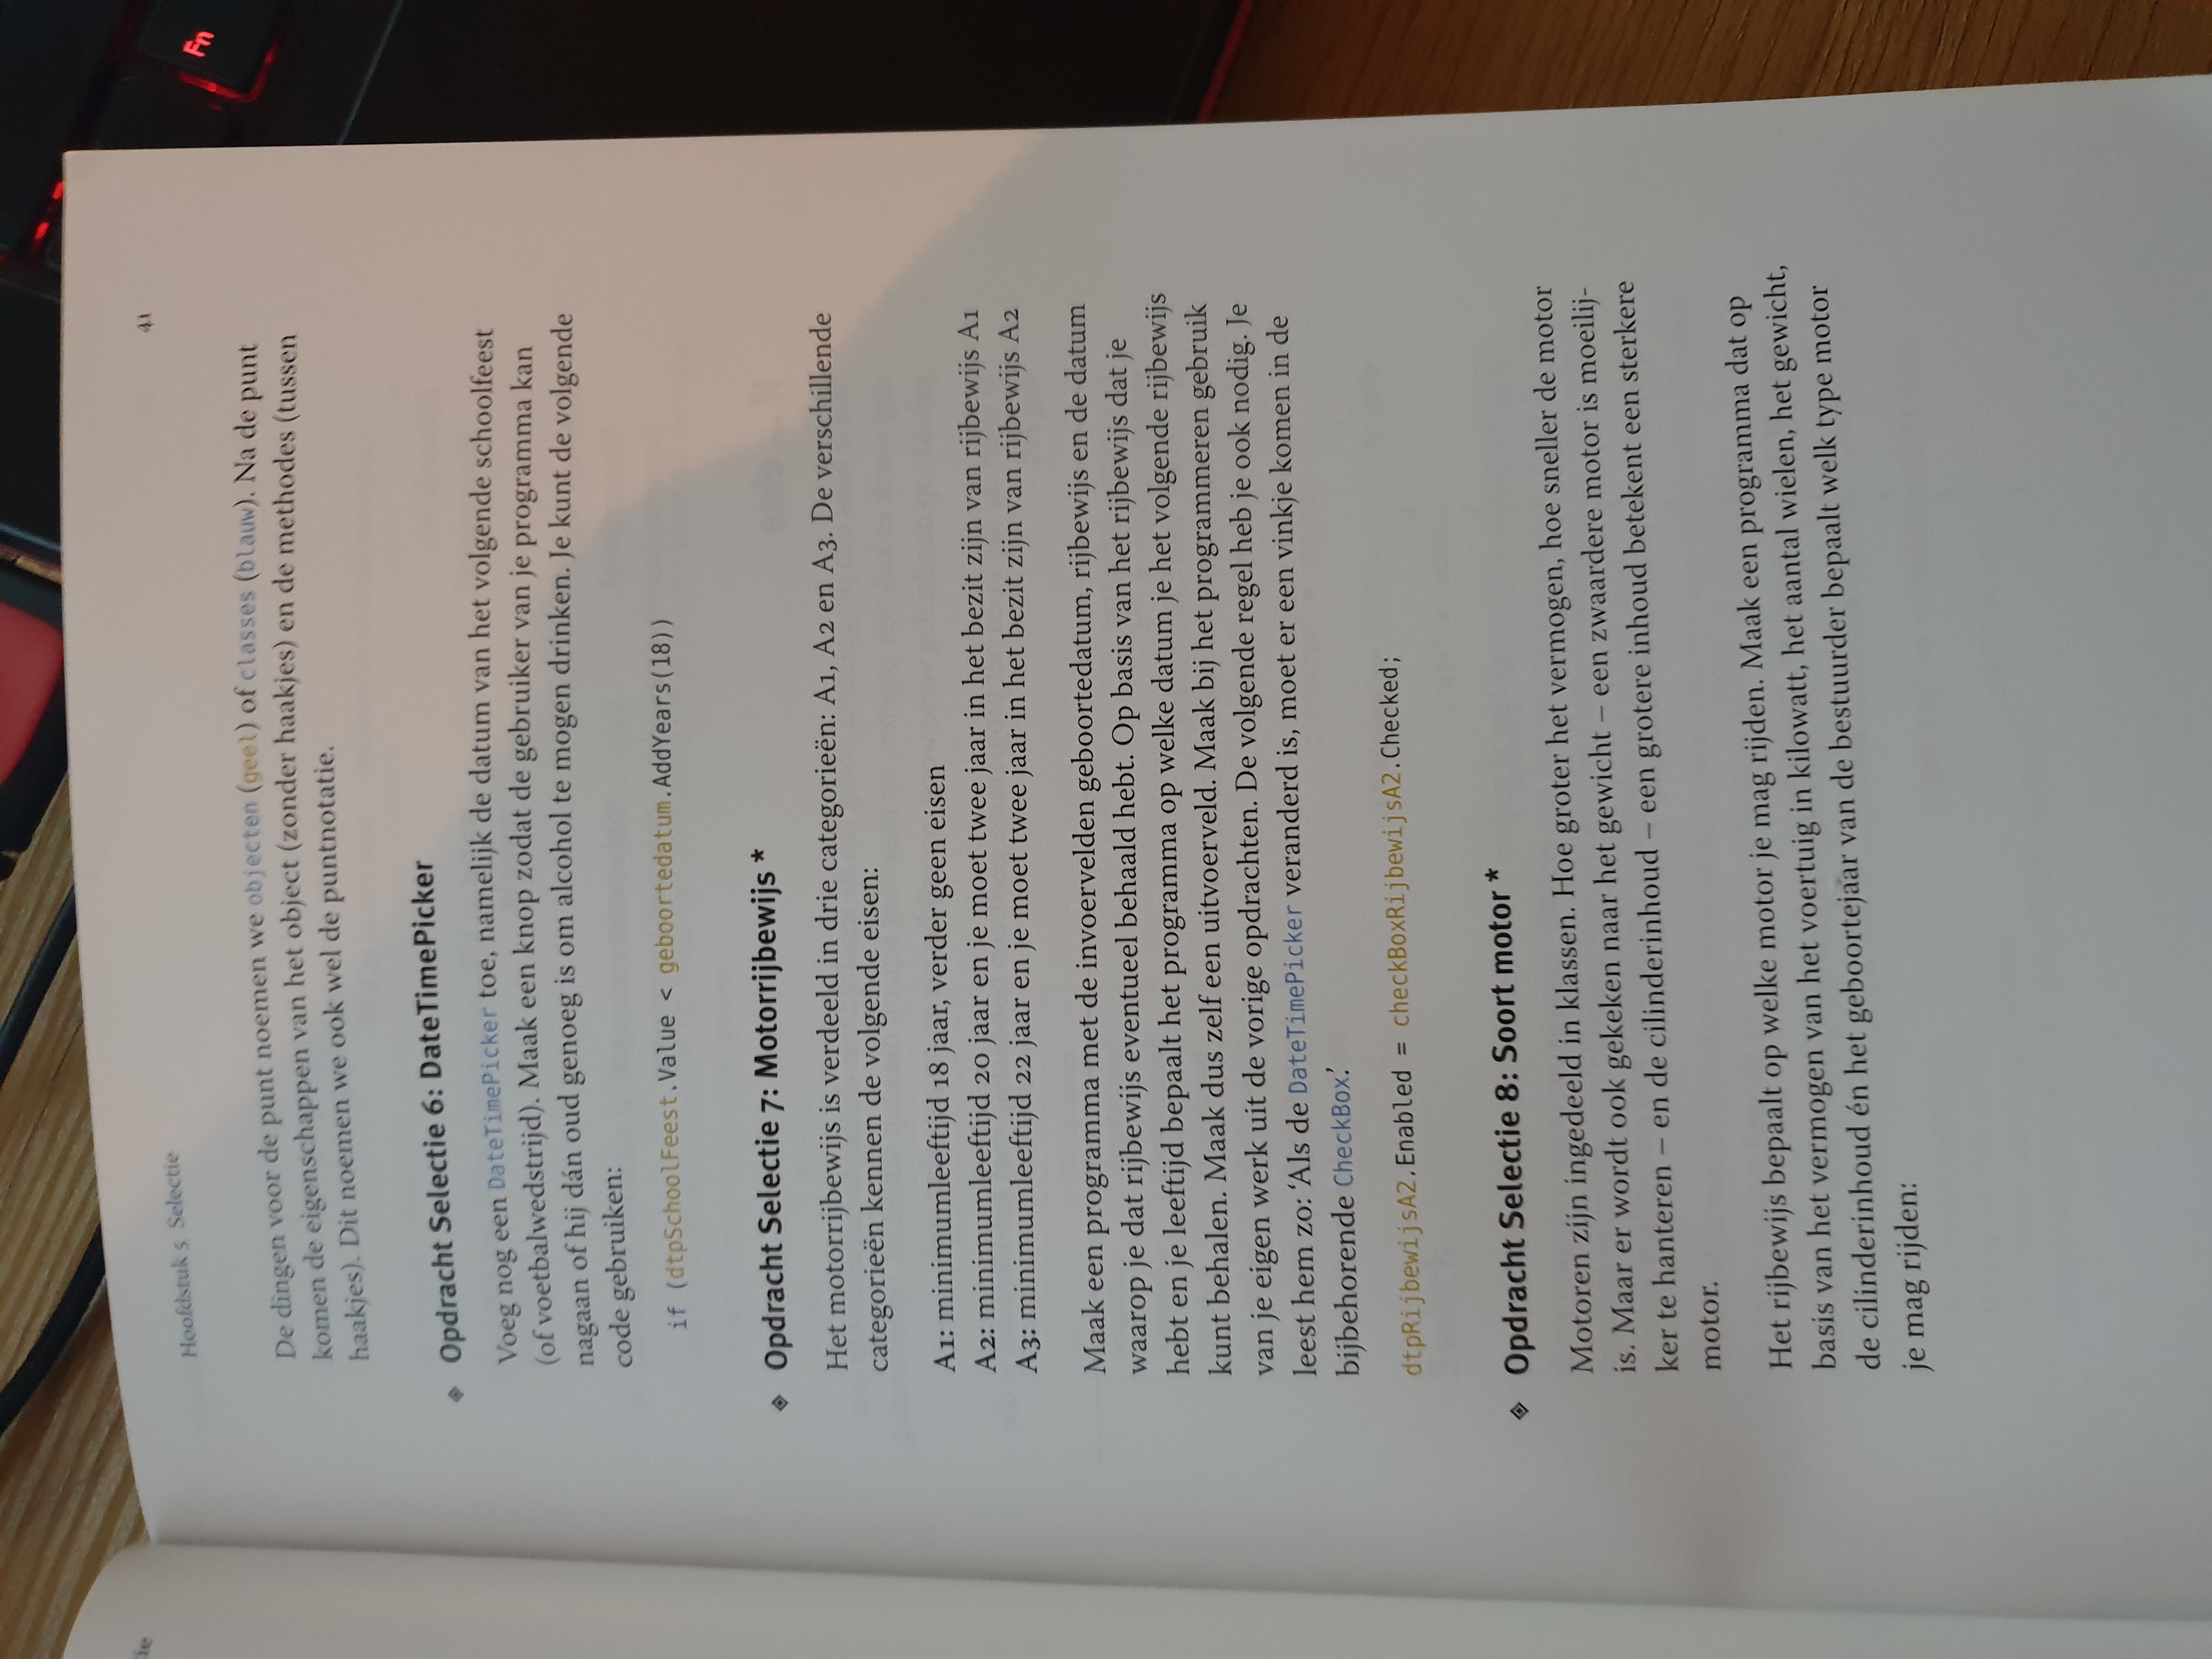 ie
Hoofdstuk 5 Selectie
41
De dingen voor de punt noemen we objecten (geel) of classes (blauw). Na de punt
komen de eigenschappen van het object (zonder haakjes) en de methodes (tussen
haakjes). Dit noemen we ook wel de puntnotatie.
Opdracht Selectie 6: DateTimePicker
Voeg nog een DateTimePicker toe, namelijk de datum van het volgende schoolfeest
(of voetbalwedstrijd). Maak een knop zodat de gebruiker van je programma kan
nagaan of hij dán oud genoeg is om alcohol te mogen drinken. Je kunt de volgende
code gebruiken:
if (dtpSchoolFeest.Value < geboortedatum.AddYears(18))
Opdracht Selectie 7: Motorrijbewijs *
Het motorrijbewijs is verdeeld in drie categorieën: A1, A2 en A3. De verschillende
categorieën kennen de volgende eisen:
A1: minimumleeftijd 18 jaar, verder geen eisen
A2: minimumleeftijd 20 jaar en je moet twee jaar in het bezit zijn van rijbewijs A1
A3: minimumleeftijd 22 jaar en je moet twee jaar in het bezit zijn van rijbewijs A2
Maak een programma met de invoervelden geboortedatum, rijbewijs en de datum
waarop je dat rijbewijs eventueel behaald hebt. Op basis van het rijbewijs dat je
hebt en je leeftijd bepaalt het programma op welke datum je het volgende rijbewijs
kunt behalen. Maak dus zelf een uitvoerveld. Maak bij het programmeren gebruik
van je eigen werk uit de vorige opdrachten. De volgende regel heb je ook nodig. Je
leest hem zo: ‘Als de DateTimePicker veranderd is, moet er een vinkje komen in de
bijbehorende CheckBox.’
dtpRijbewijsA2.Enabled = checkBoxRijbewijsA2.Checked;
Opdracht Selectie 8: Soort motor *
Motoren zijn ingedeeld in klassen. Hoe groter het vermogen, hoe sneller de motor
is. Maar er wordt ook gekeken naar het gewicht – een zwaardere motor is moeilij-
ker te hanteren – en de cilinderinhoud – een grotere inhoud betekent een sterkere
motor.
Het rijbewijs bepaalt op welke motor je mag rijden. Maak een programma dat op
basis van het vermogen van het voertuig in kilowatt, het aantal wielen, het gewicht,
de cilinderinhoud én het geboortejaar van de bestuurder bepaalt welk type motor
je mag rijden:
Fn